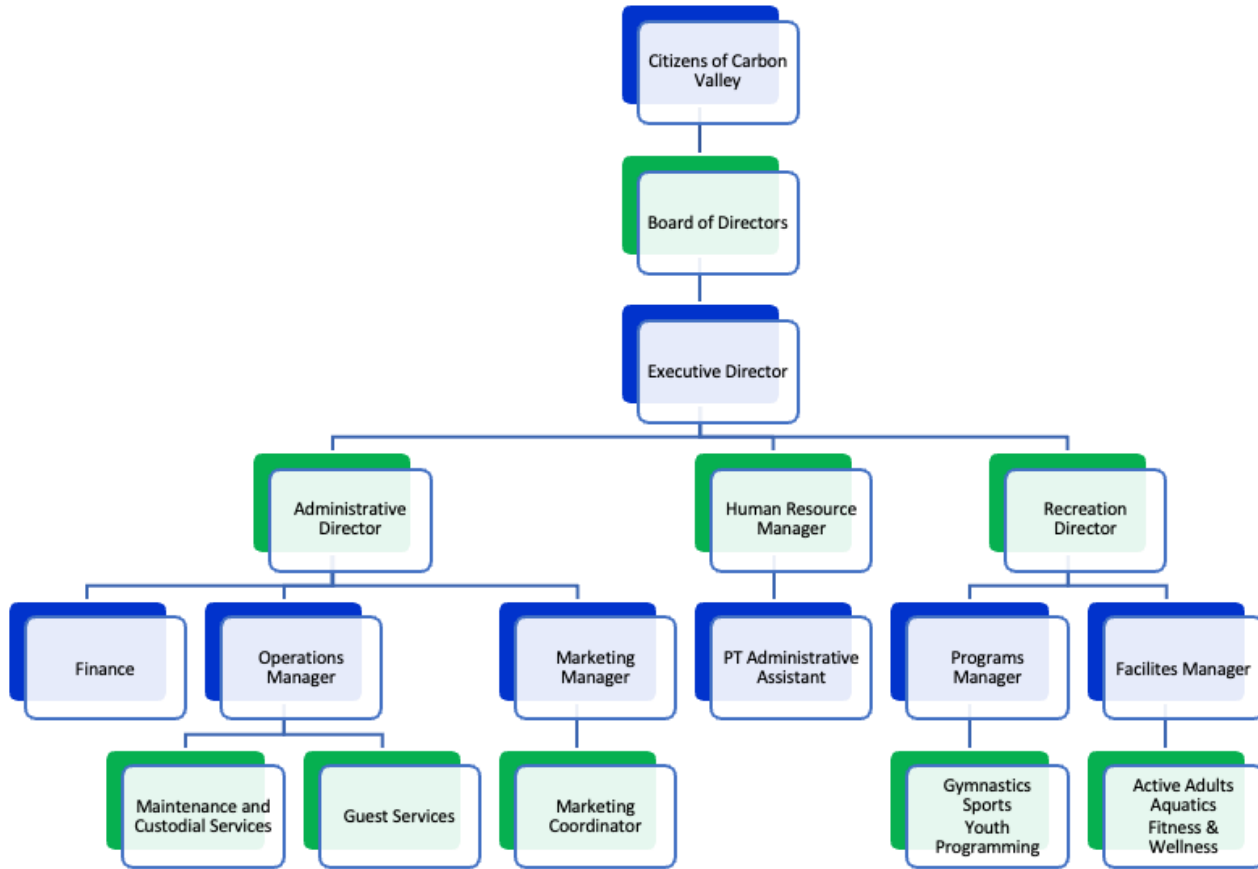 Citizens of Carbon
Valley
Board of Directors
Executive Director
Administrative
Director
Human Resource
Manager
Recreation
Director
Finance
Operations
Manager
Marketing
Manager
PT Administrative
Assistant
Programs
Manager
Facilites Manager
Maintenance and
Custodial Services
Guest Services
Marketing
Coordinator
Gymnastics
Sports
Youth
Programming
Active Adults
Aquatics
Fitness &
Wellness